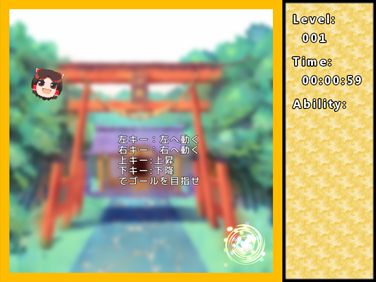 左キー：左へ動く
右キー：右へ動く
上キー：上昇
下キー：下降
でゴールを目指せ
Level:
001
Time:
00:00:59
Ability: